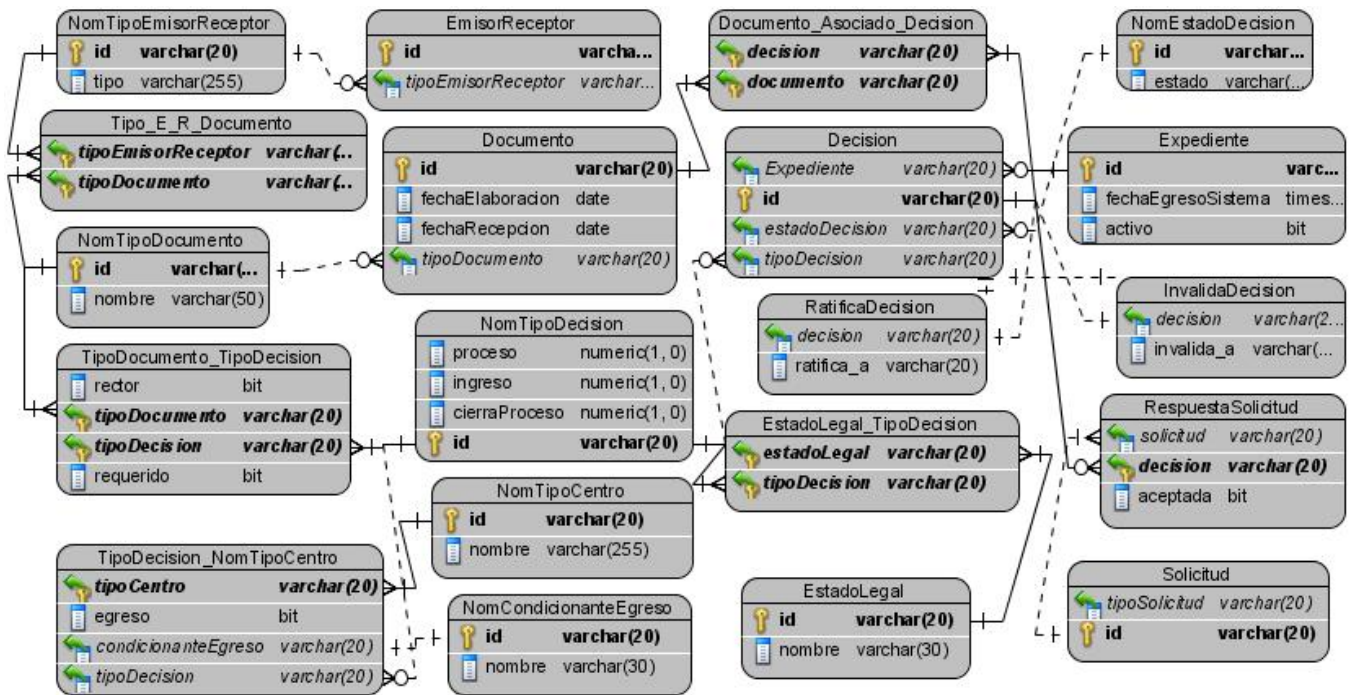 NomTipoEmisorReceptor
id varchar(20)
tipo varchar(255)
EmisorReceptor
id varcha...
tipoEmisorReceptor varchar...
Documento_Asociado_Decision
decision varchar(20)
documento varchar(20)
NomEstadoDecision
id varchar...
estado varchar(...
Tipo_E_R_Documento
tipoEmisorReceptor varchar(...
tipoDocumento varchar(...
Documento
id varchar(20)
fechaElaboracion date
fechaRecepcion date
tipoDocumento varchar(20)
Decision
Expediente varchar(20)
id varchar(20)
estadoDecision varchar(20)
tipoDecision varchar(20)
Expediente
id varc...
fechaEgresoSistema times...
activo bit
NomTipoDocumento
id varchar(...
nombre varchar(50)
NomTipoDecision
proceso numeric(1, 0)
ingreso numeric(1, 0)
cierraProceso numeric(1, 0)
id varchar(20)
RatificaDecision
decision varchar(20)
ratifica_a varchar(20)
InvalidaDecision
decision varchar(2...
invalida_a varchar(...
TipoDocumento_TipoDecision
rector bit
tipoDocumento varchar(20)
tipoDecision varchar(20)
requerido bit
EstadoLegal_TipoDecision
estadoLegal varchar(20)
tipoDecision varchar(20)
RespuestaSolicitud
solicitud varchar(20)
decision varchar(20)
aceptada bit
NomTipoCentro
id varchar(20)
nombre varchar(255)
TipoDecision_NomTipoCentro
tipoCentro varchar(20)
egreso bit
condicionanteEgreso varchar(20)
tipoDecision varchar(20)
NomCondicionanteEgreso
id varchar(20)
nombre varchar(30)
EstadoLegal
id varchar(20)
nombre varchar(30)
Solicitud
tipoSolicitud varchar(20)
id varchar(20)